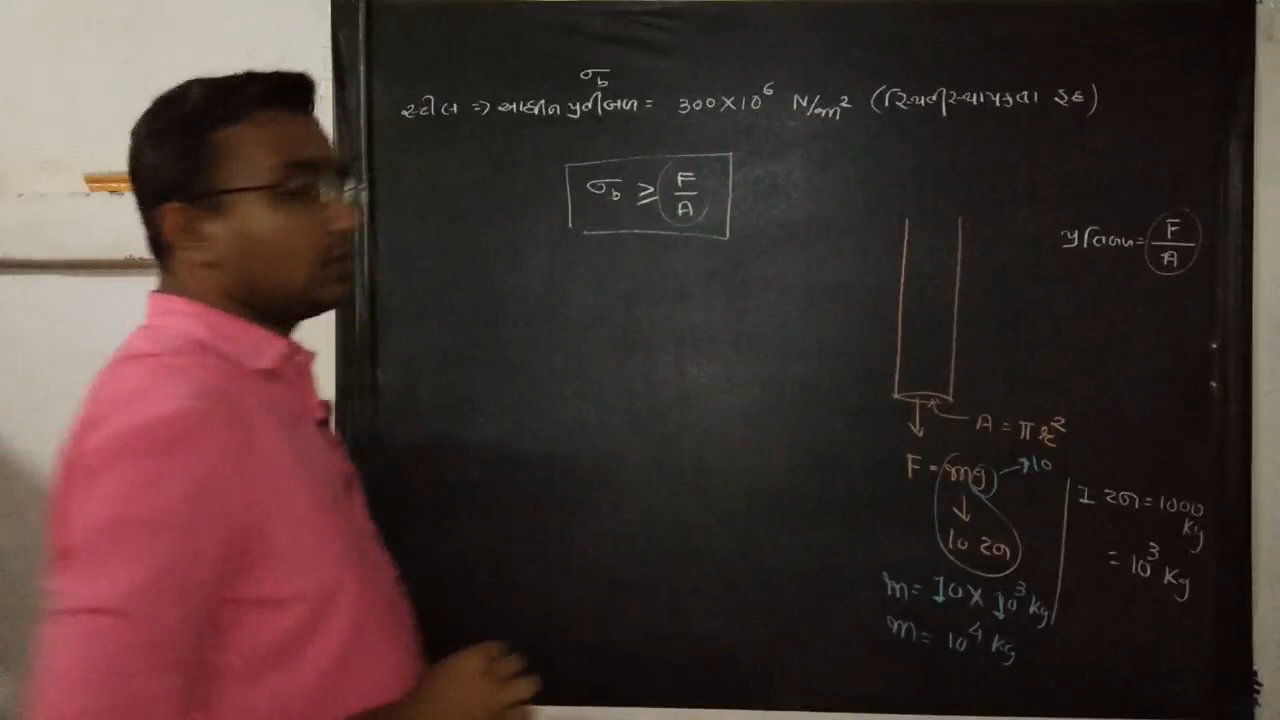 σb
સ્ટીલ => આધીન પ્રતીબળ = 300 × 10⁶ N/m² (સ્થિતીસ્થાપકતા હદ)
σb ≥ F/A
પ્રતિબળ = F/A
A = πr²
F = mg → 10
↓
10 ટન
1 ટન = 1000 Kg
= 10³ Kg
m = 10 × 10³ kg
m = 10⁴ kg